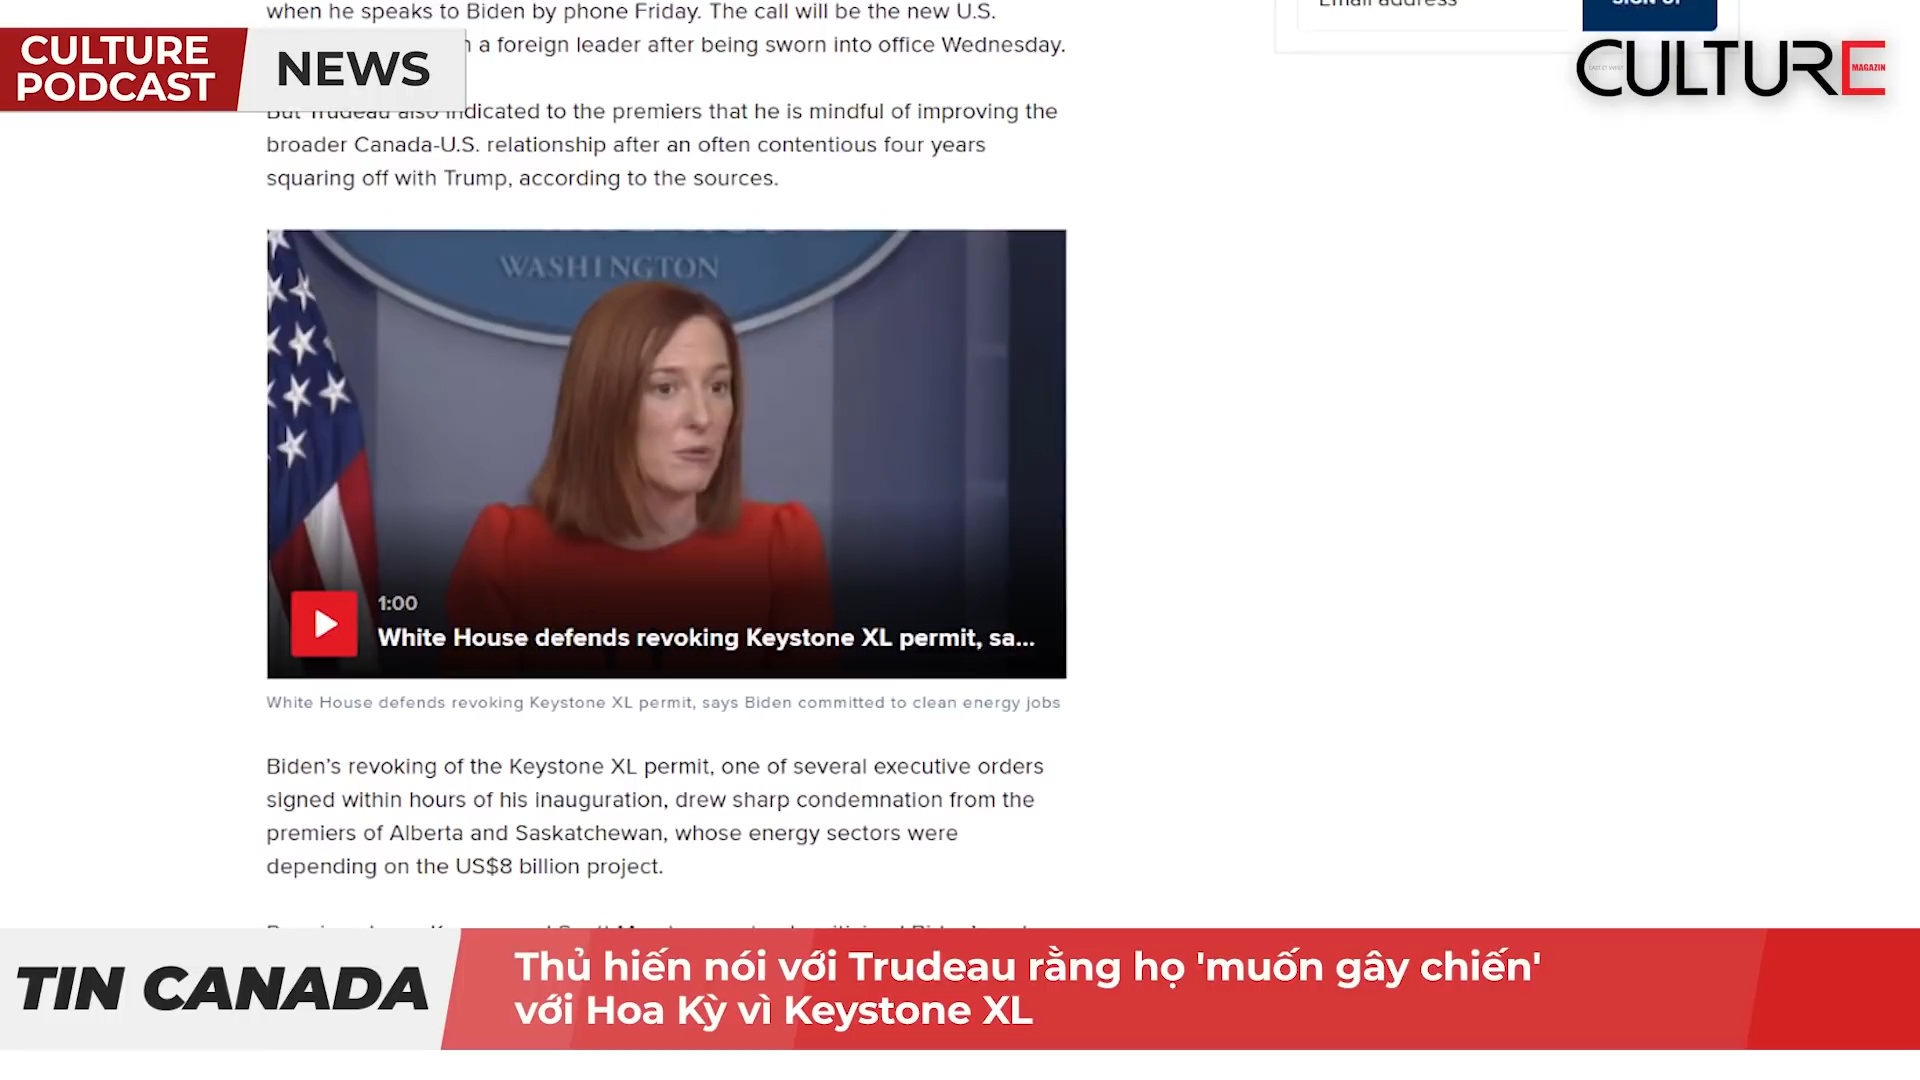 when he speaks to Biden by phone Friday. The call will be the new U.S.
a foreign leader after being sworn into office Wednesday.
CULTURE
PODCAST
NEWS
CULTURE
MAGAZIN
But Trudeau also indicated to the premiers that he is mindful of improving the
broader Canada-U.S. relationship after an often contentious four years
squaring off with Trump, according to the sources.
WASHINGTON
1:00
White House defends revoking Keystone XL permit, sa...
White House defends revoking Keystone XL permit, says Biden committed to clean energy jobs
Biden’s revoking of the Keystone XL permit, one of several executive orders
signed within hours of his inauguration, drew sharp condemnation from the
premiers of Alberta and Saskatchewan, whose energy sectors were
depending on the US$8 billion project.
TIN CANADA
Thủ hiến nói với Trudeau rằng họ 'muốn gây chiến'
với Hoa Kỳ vì Keystone XL